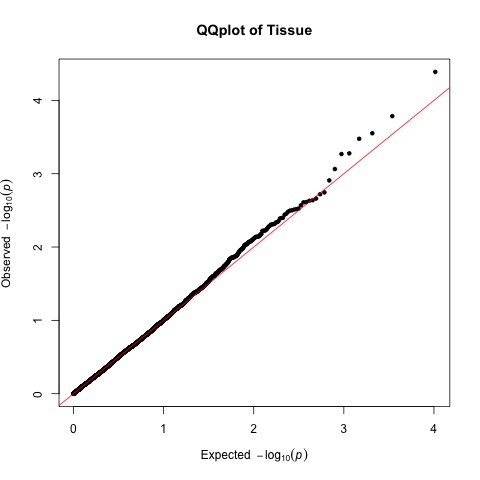 QQplot of Tissue
Observed −log10(p)
4
3
2
1
0
0 1 2 3 4
Expected −log10(p)